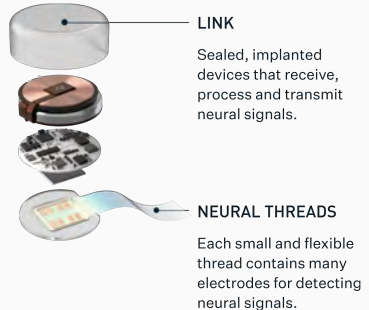 LINK
Sealed, implanted
devices that receive,
process and transmit
neural signals.
NEURAL THREADS
Each small and flexible
thread contains many
electrodes for detecting
neural signals.